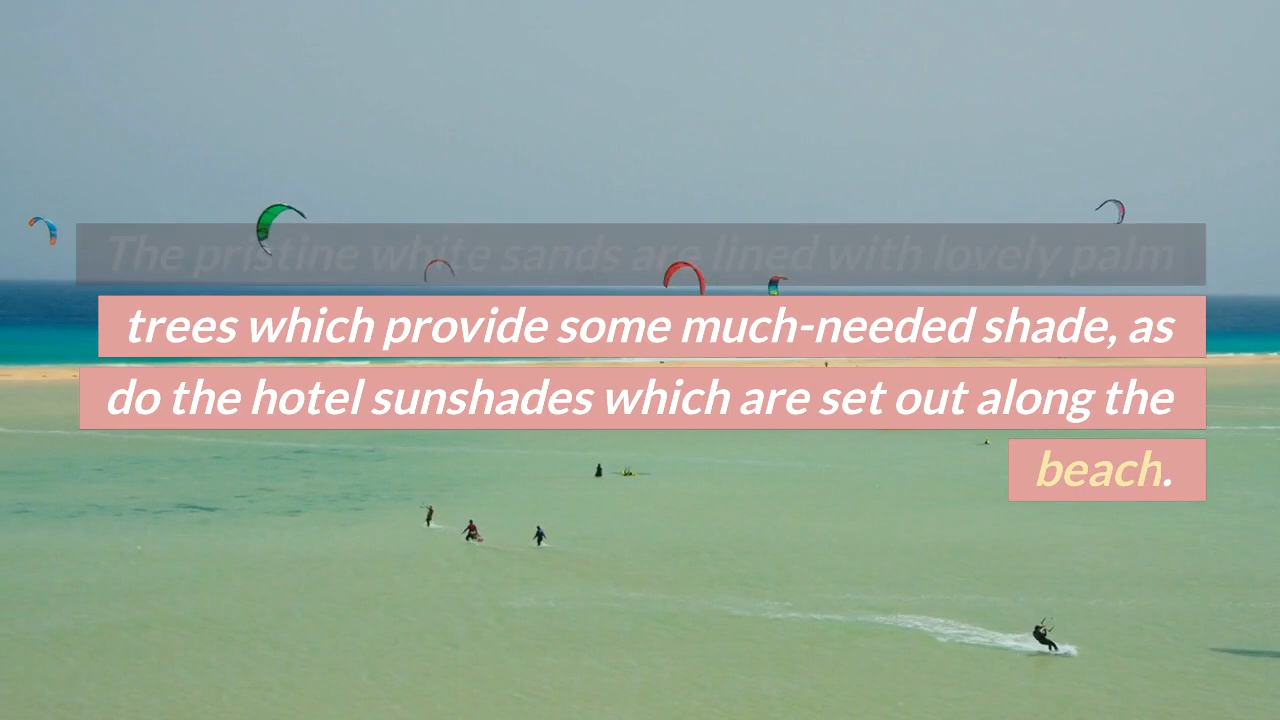 The pristine white sands are lined with lovely palm
trees which provide some much-needed shade, as
do the hotel sunshades which are set out along the
beach.